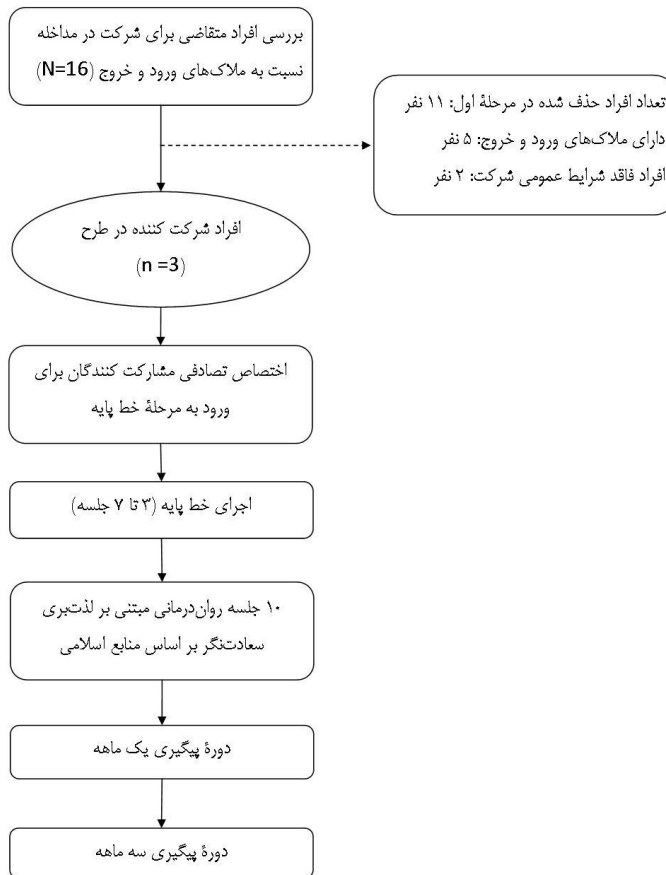 بررسی افراد متقاضی برای شرکت در مداخله
نسبت به ملاک‌های ورود و خروج (N=16)
تعداد افراد حذف شده در مرحلهٔ اول: ۱۱ نفر
دارای ملاک‌های ورود و خروج: ۵ نفر
افراد فاقد شرایط عمومی شرکت: ۲ نفر
افراد شرکت کننده در طرح
(n =3)
اختصاص تصادفی مشارکت کنندگان برای
ورود به مرحلهٔ خط پایه
اجرای خط پایه (۳ تا ۷ جلسه)
۱۰ جلسه روان‌درمانی مبتنی بر لذت‌بری
سعادت‌نگر بر اساس منابع اسلامی
دورهٔ پیگیری یک ماهه
دورهٔ پیگیری سه ماهه